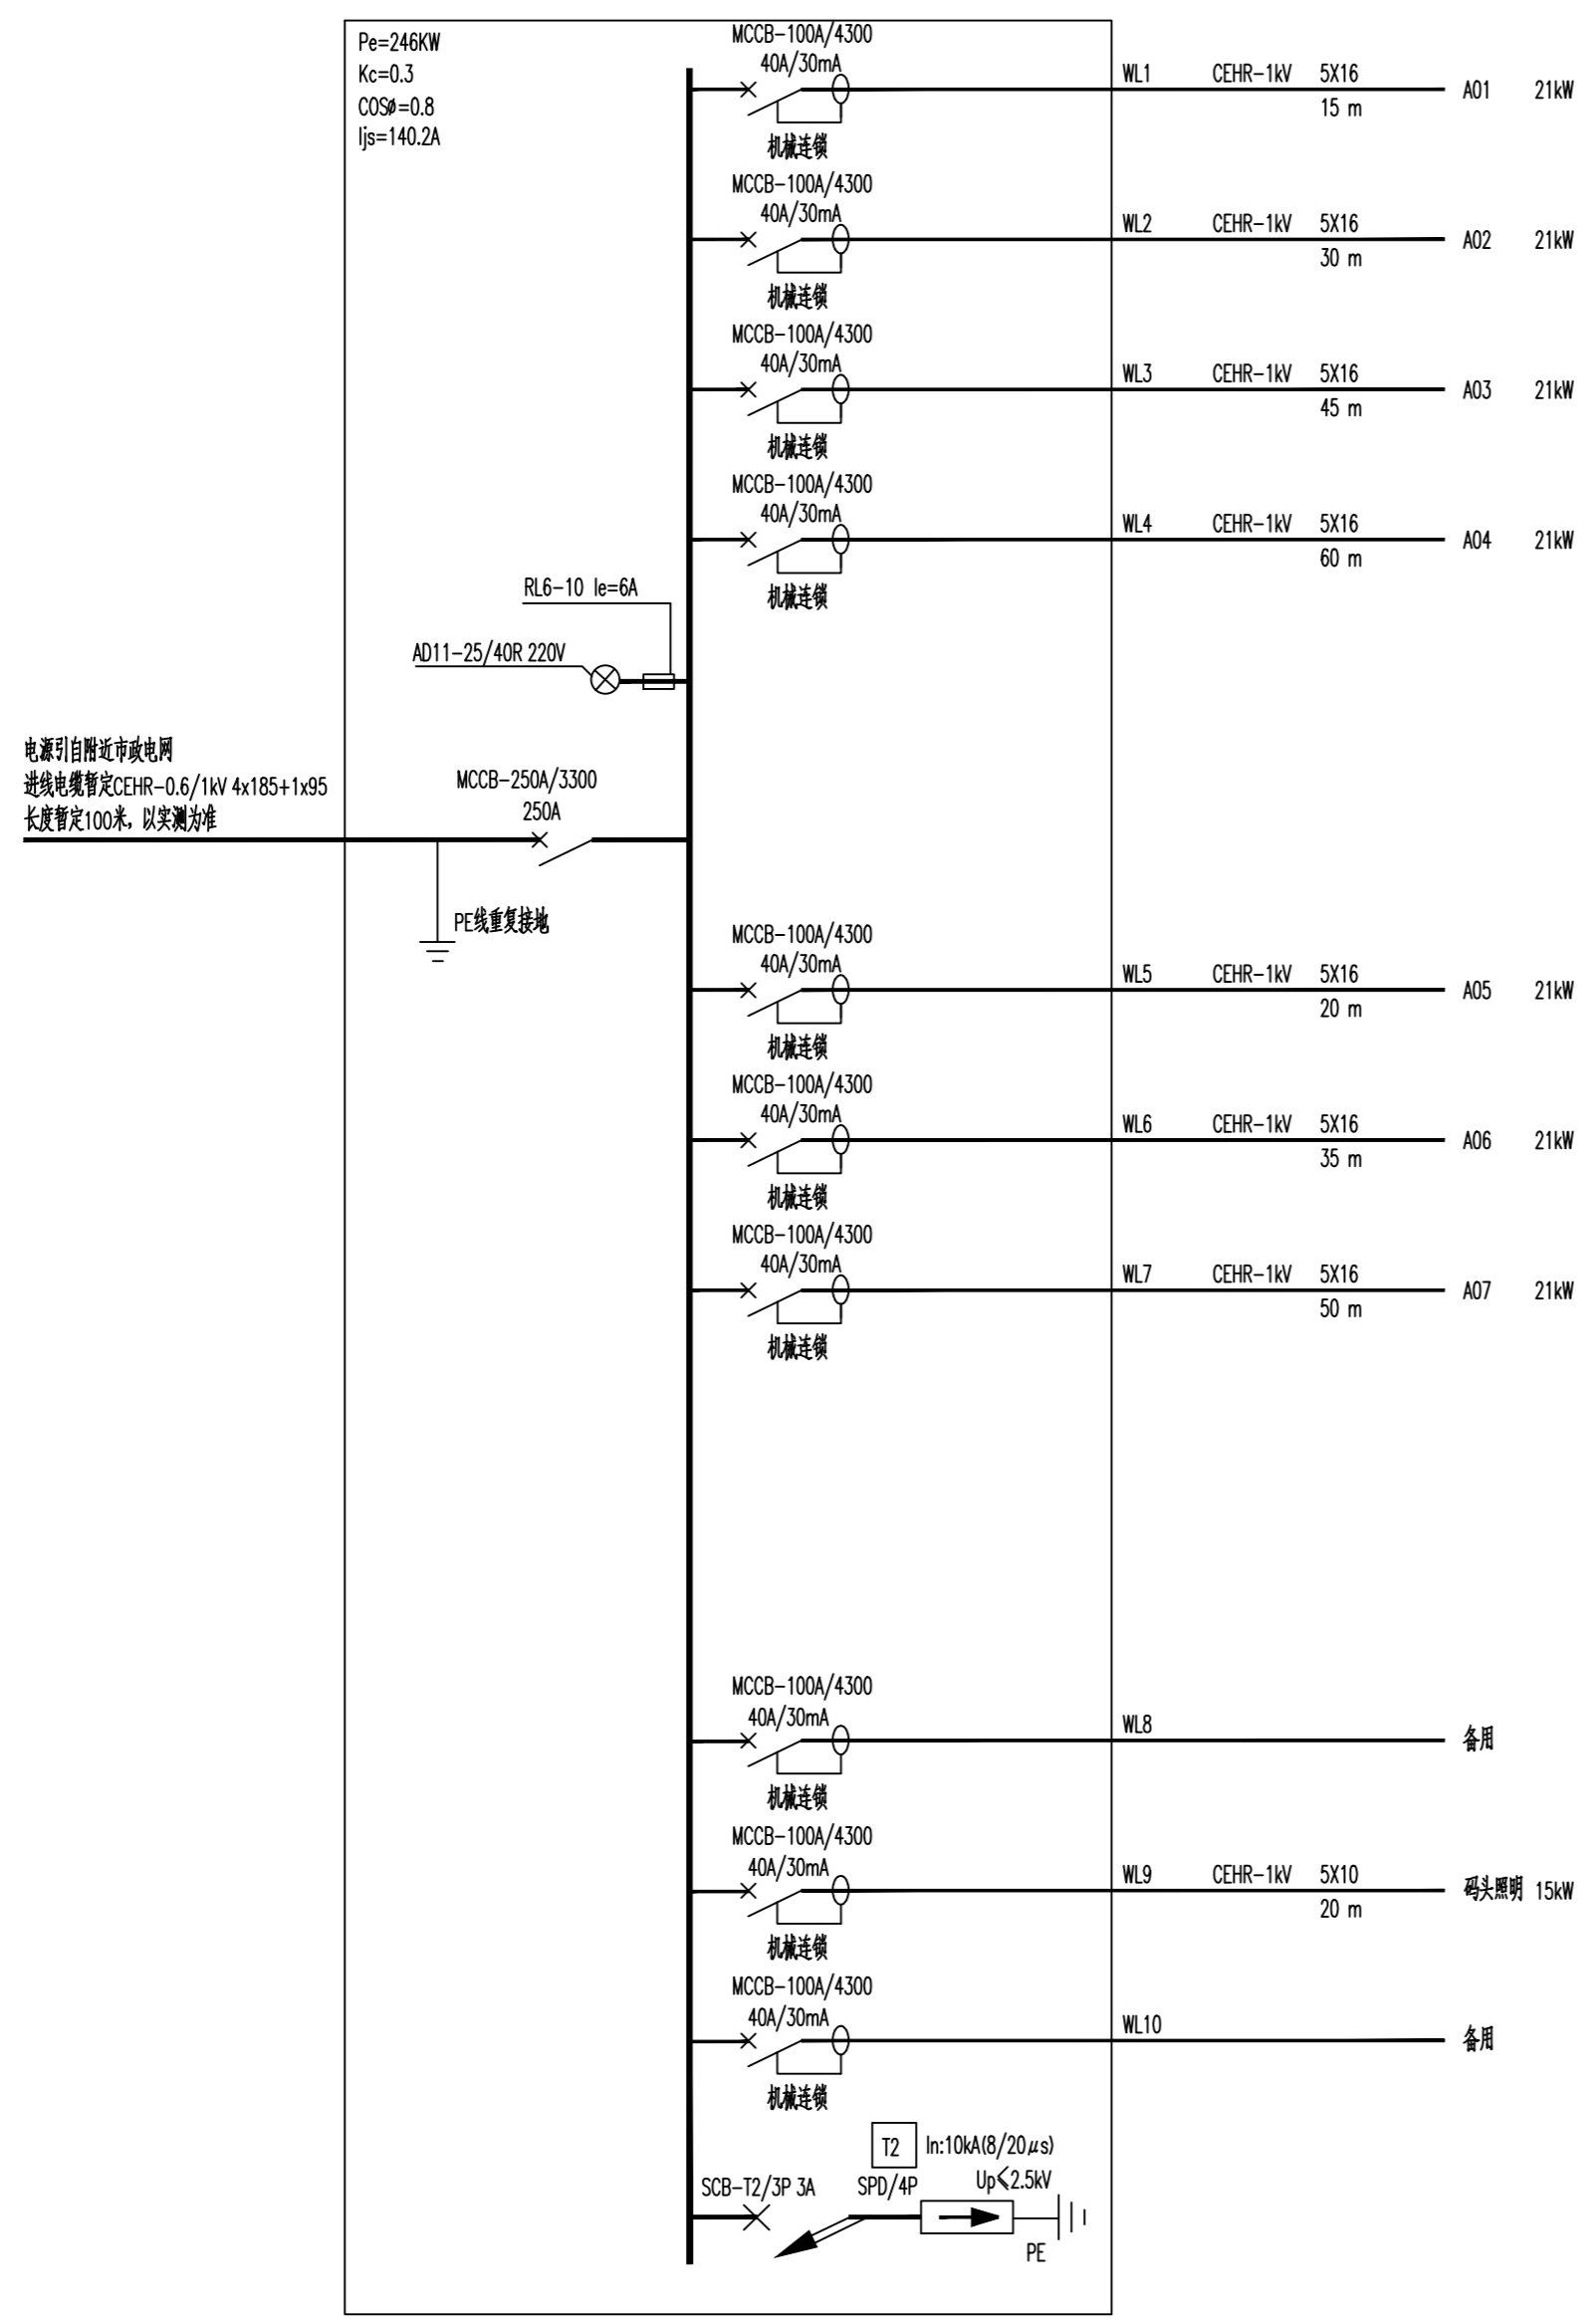 Pe=246KW
Kc=0.3
COSø=0.8
Ijs=140.2A
MCCB-100A/4300
40A/30mA
机械连锁
WL1 CEHR-1kV 5X16
15 m
A01 21kW
MCCB-100A/4300
40A/30mA
机械连锁
WL2 CEHR-1kV 5X16
30 m
A02 21kW
MCCB-100A/4300
40A/30mA
机械连锁
WL3 CEHR-1kV 5X16
45 m
A03 21kW
MCCB-100A/4300
40A/30mA
机械连锁
WL4 CEHR-1kV 5X16
60 m
A04 21kW
RL6-10 Ie=6A
AD11-25/40R 220V
电源引自附近市政电网
进线电缆暂定CEHR-0.6/1kV 4x185+1x95
长度暂定100米，以实测为准
MCCB-250A/3300
250A
PE线重复接地
MCCB-100A/4300
40A/30mA
机械连锁
WL5 CEHR-1kV 5X16
20 m
A05 21kW
MCCB-100A/4300
40A/30mA
机械连锁
WL6 CEHR-1kV 5X16
35 m
A06 21kW
MCCB-100A/4300
40A/30mA
机械连锁
WL7 CEHR-1kV 5X16
50 m
A07 21kW
MCCB-100A/4300
40A/30mA
机械连锁
WL8
备用
MCCB-100A/4300
40A/30mA
机械连锁
WL9 CEHR-1kV 5X10
20 m
码头照明 15kW
MCCB-100A/4300
40A/30mA
机械连锁
WL10
备用
T2 In:10kA(8/20μs)
SCB-T2/3P 3A SPD/4P Up≤2.5kV
PE